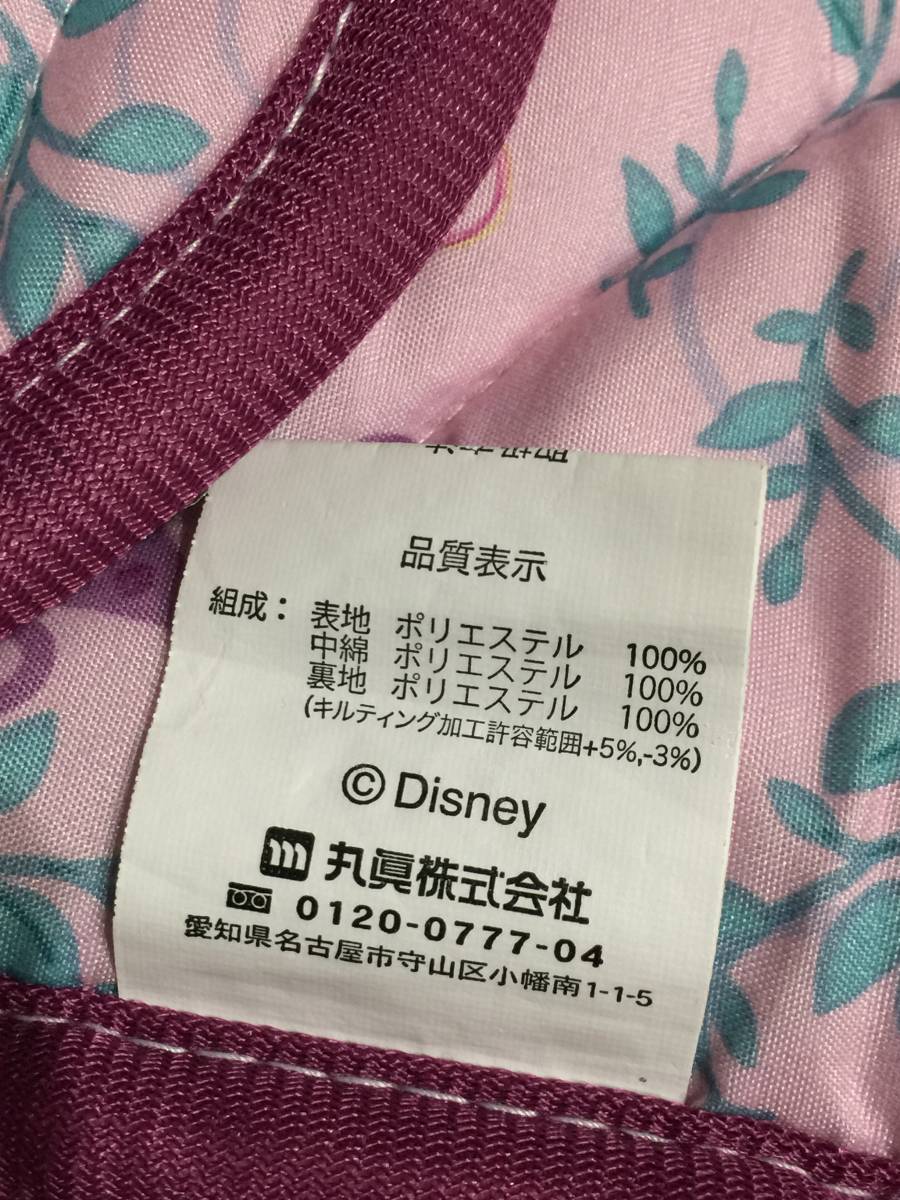 品質表示
組成： 表地 ポリエステル 100%
中綿 ポリエステル 100%
裏地 ポリエステル 100%
(キルティング加工許容範囲+5%,-3%)
© Disney
m 丸眞株式会社
0120-0777-04
愛知県名古屋市守山区小幡南1-1-5